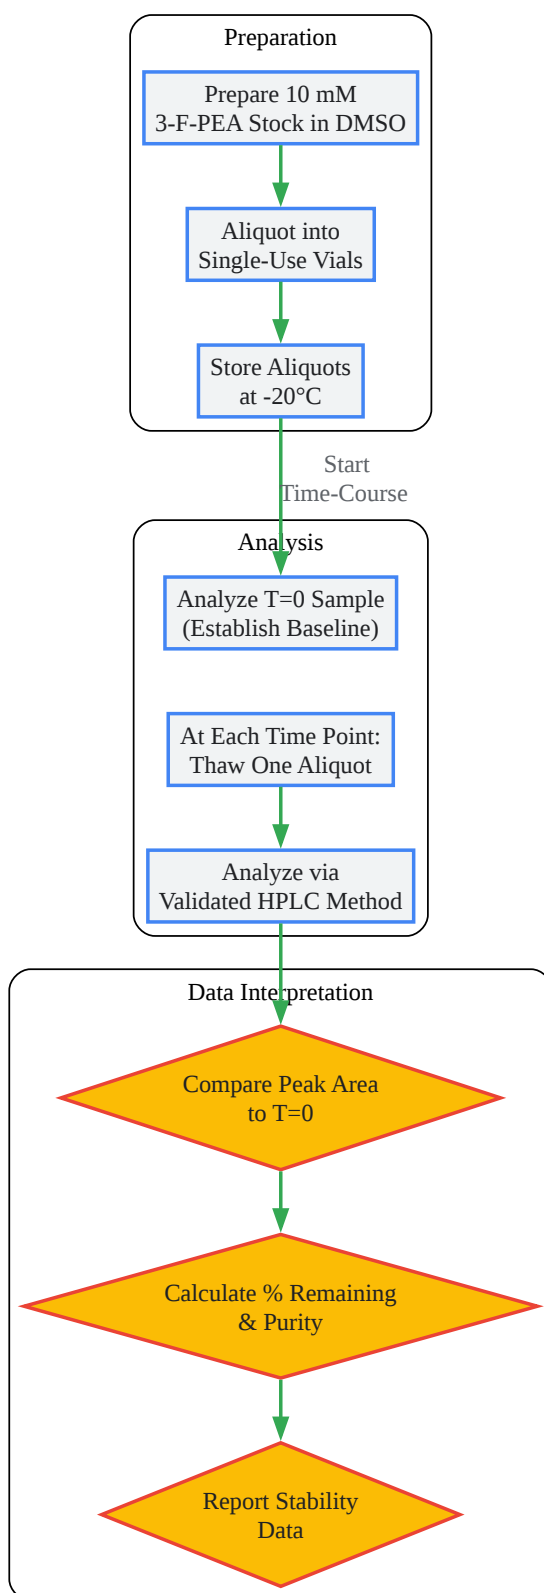 Preparation
Prepare 10 mM
3-F-PEA Stock in DMSO
Aliquot into
Single-Use Vials
Store Aliquots
at -20°C
Start
Time-Course
Analysis
Analyze T=0 Sample
(Establish Baseline)
At Each Time Point:
Thaw One Aliquot
Analyze via
Validated HPLC Method
Data Interpretation
Compare Peak Area
to T=0
Calculate % Remaining
& Purity
Report Stability
Data